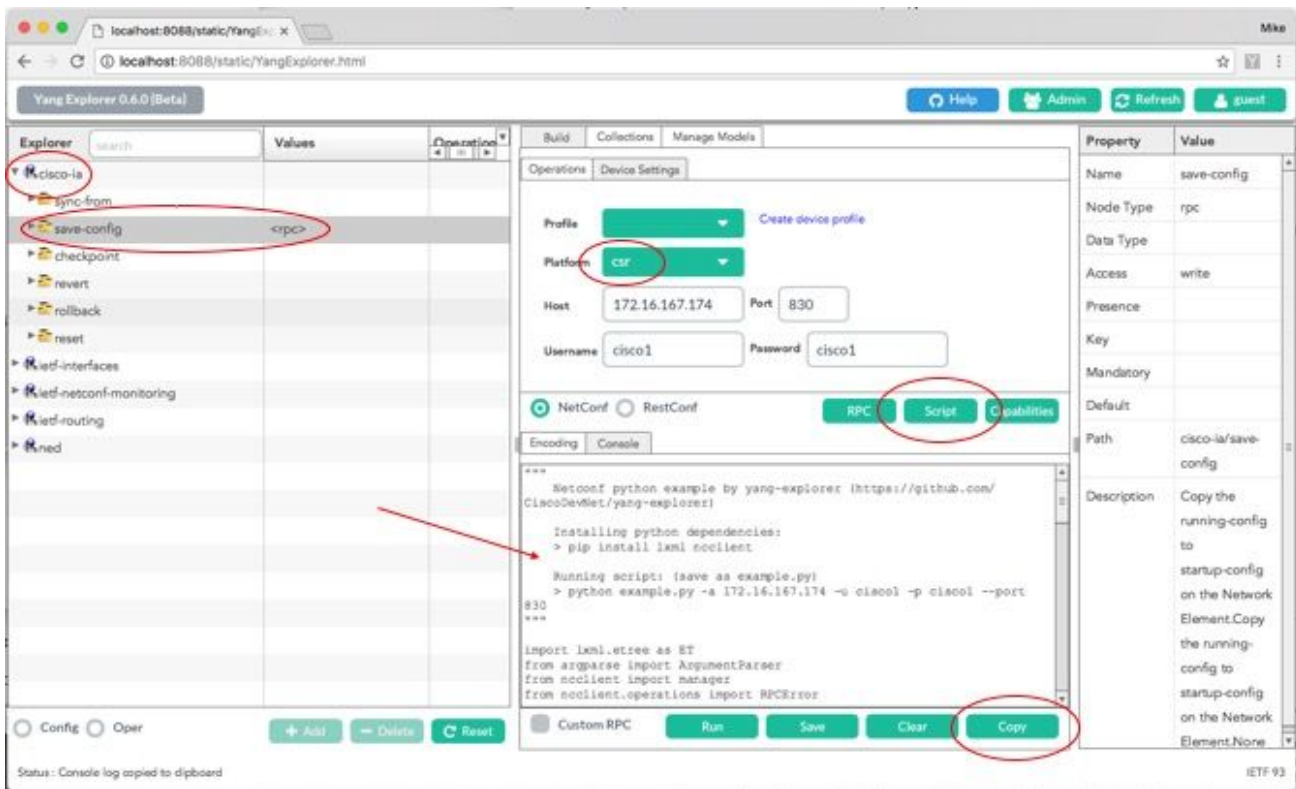 localhost:8088/static/YangEx
Mike
localhost:8088/static/YangExplorer.html
Yang Explorer 0.6.0 (Beta)
Help
Admin
Refresh
guest
Explorer
search
Values
Operation
cisco-ia
sync-from
save-config
<rpc>
checkpoint
revert
rollback
reset
ietf-interfaces
ietf-netconf-monitoring
ietf-routing
ned
Config
Oper
+ Add
− Delete
Reset
Build
Collections
Manage Models
Operations
Device Settings
Profile
Create device profile
Platform
csr
Host
172.16.167.174
Port
830
Username
cisco1
Password
cisco1
NetConf
RestConf
RPC
Script
Capabilities
Encoding
Console
"""
Netconf python example by yang-explorer (https://github.com/
CiscoDevNet/yang-explorer)
Installing python dependencies:
> pip install lxml ncclient
Running script: (save as example.py)
> python example.py -a 172.16.167.174 -u cisco1 -p cisco1 --port
830
"""
import lxml.etree as ET
from argparse import ArgumentParser
from ncclient import manager
from ncclient.operations import RPCError
Custom RPC
Run
Save
Clear
Copy
Property
Value
Name
save-config
Node Type
rpc
Data Type
Access
write
Presence
Key
Mandatory
Default
Path
cisco-ia/save-
config
Description
Copy the
running-config
to
startup-config
on the Network
Element.Copy
the running-
config to
startup-config
on the Network
Element.None
Status : Console log copied to clipboard
IETF 93